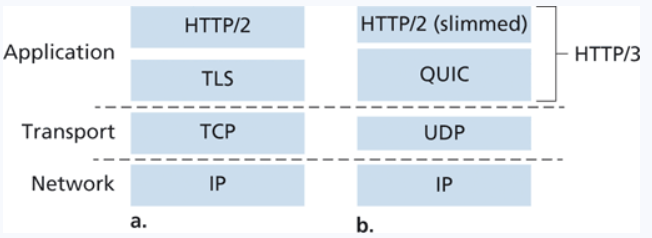 HTTP/2
HTTP/2 (slimmed)
Application
HTTP/3
TLS
QUIC
Transport
TCP
UDP
Network
IP
IP
a.
b.